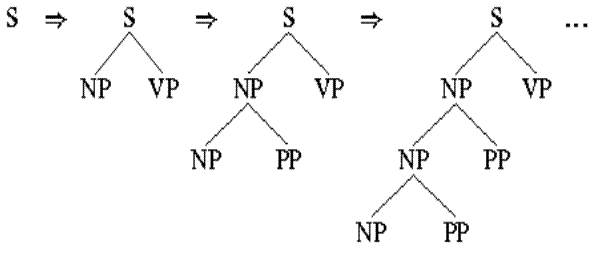 S ⇒ S ⇒ S ⇒ S ...
NP VP NP VP NP VP
NP PP NP PP
NP PP